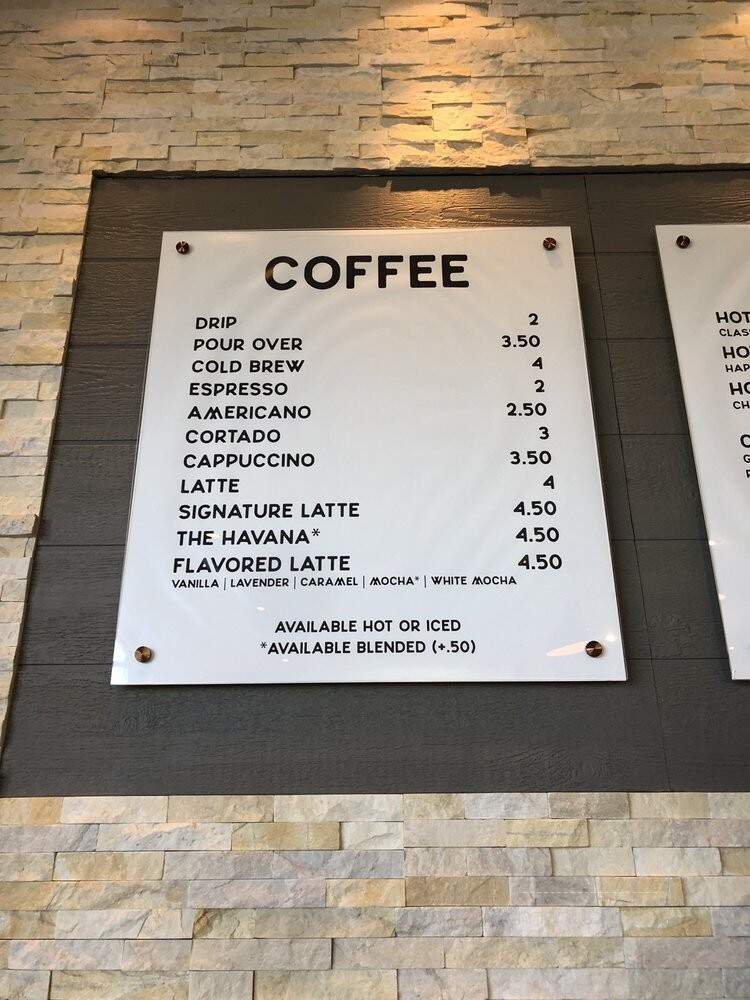 COFFEE
DRIP 2
POUR OVER 3.50
COLD BREW 4
ESPRESSO 2
AMERICANO 2.50
CORTADO 3
CAPPUCCINO 3.50
LATTE 4
SIGNATURE LATTE 4.50
THE HAVANA* 4.50
FLAVORED LATTE 4.50
VANILLA | LAVENDER | CARAMEL | MOCHA* | WHITE MOCHA
AVAILABLE HOT OR ICED
*AVAILABLE BLENDED (+.50)
HOT